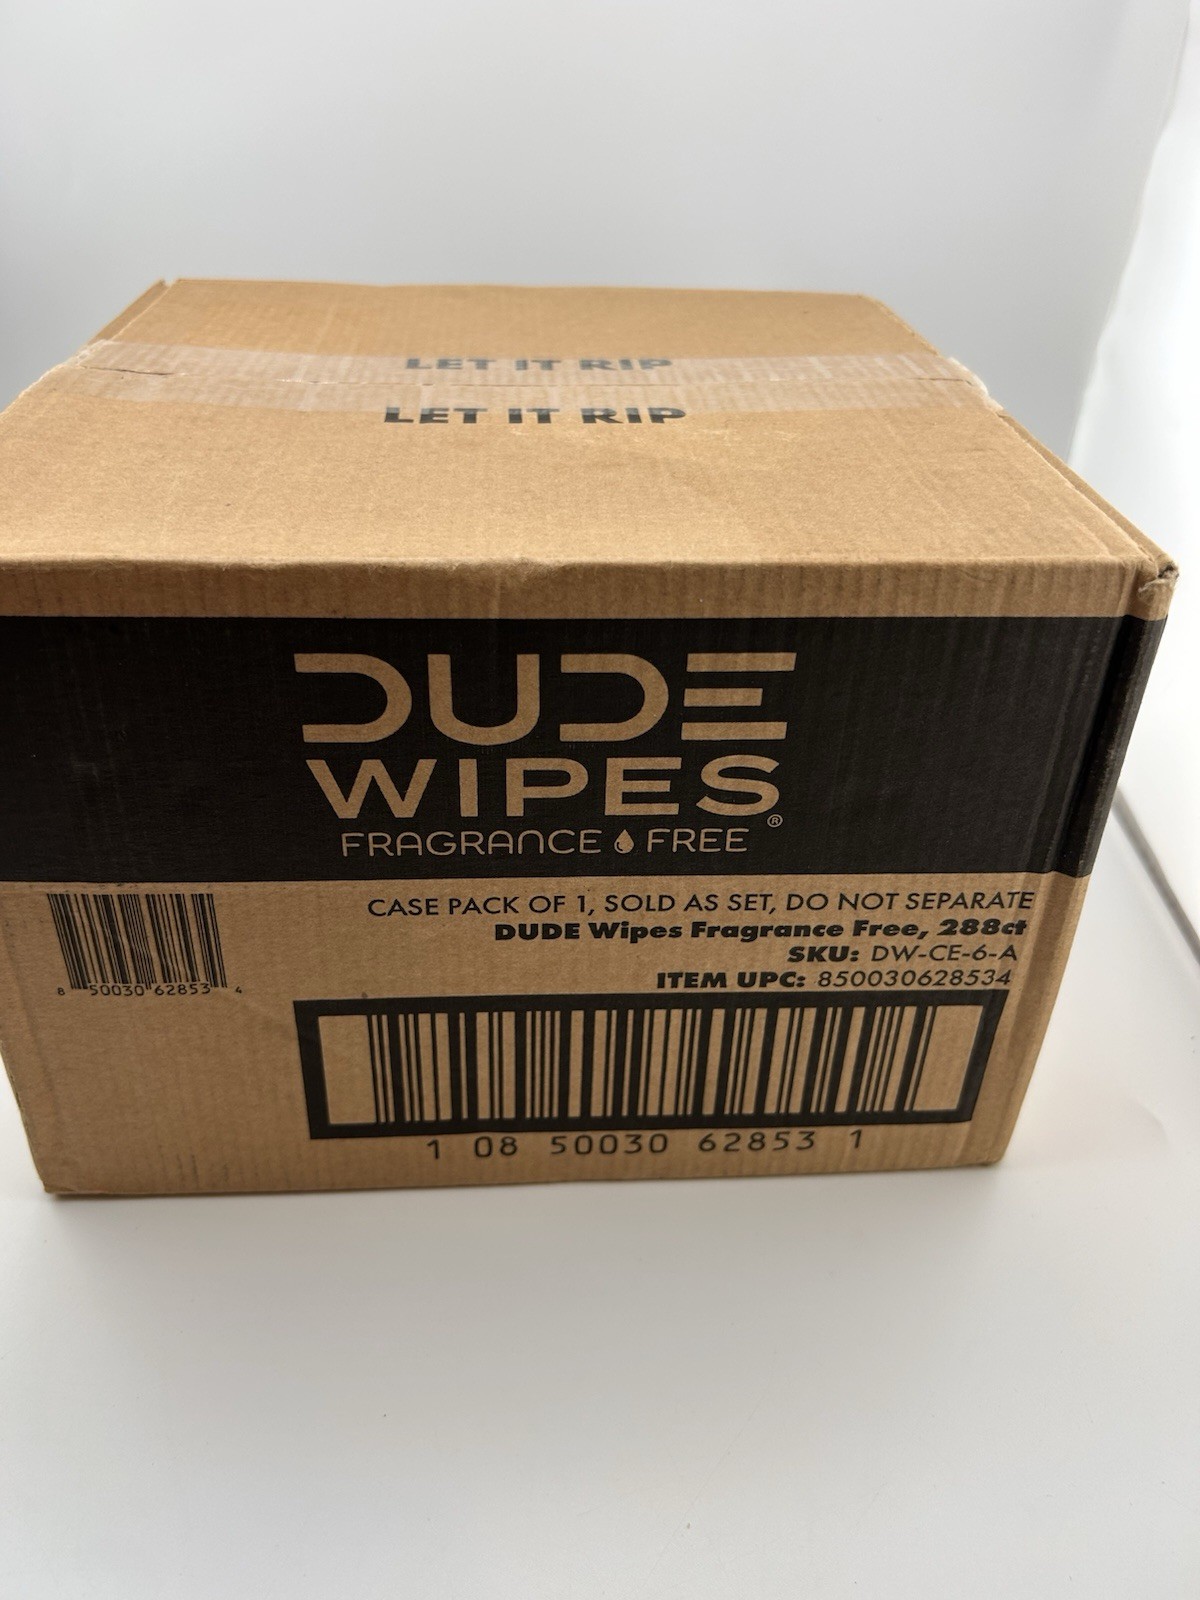 LET IT RIP
LET IT RIP
DUDE
WIPES®
FRAGRANCE FREE
CASE PACK OF 1, SOLD AS SET, DO NOT SEPARATE
DUDE Wipes Fragrance Free, 288ct
SKU: DW-CE-6-A
ITEM UPC: 850030628534
8 50030 62853 4
1 08 50030 62853 1